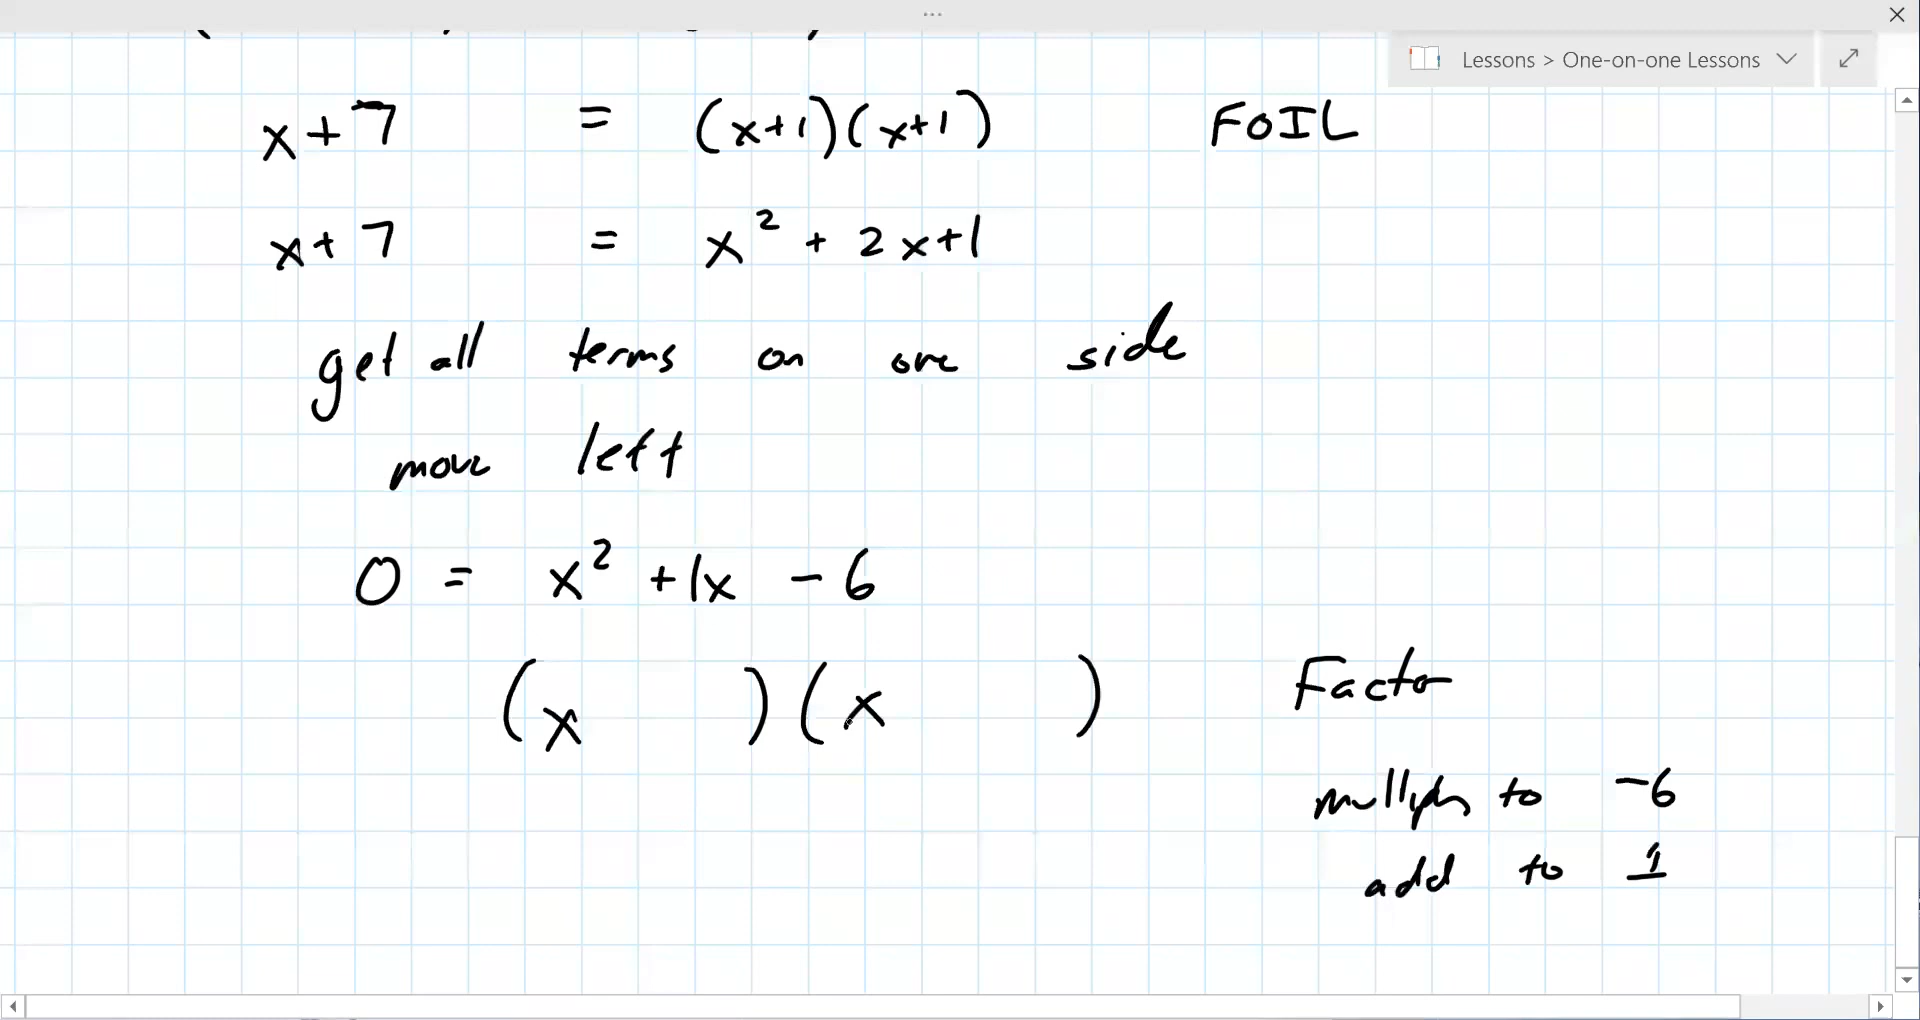 Lessons > One-on-one Lessons
x+7 = (x+1)(x+1) FOIL
x+7 = x² + 2x+1
get all terms on one side
move left
0 = x² +1x - 6
(x )(x ) Factor
multiply to -6
add to 1